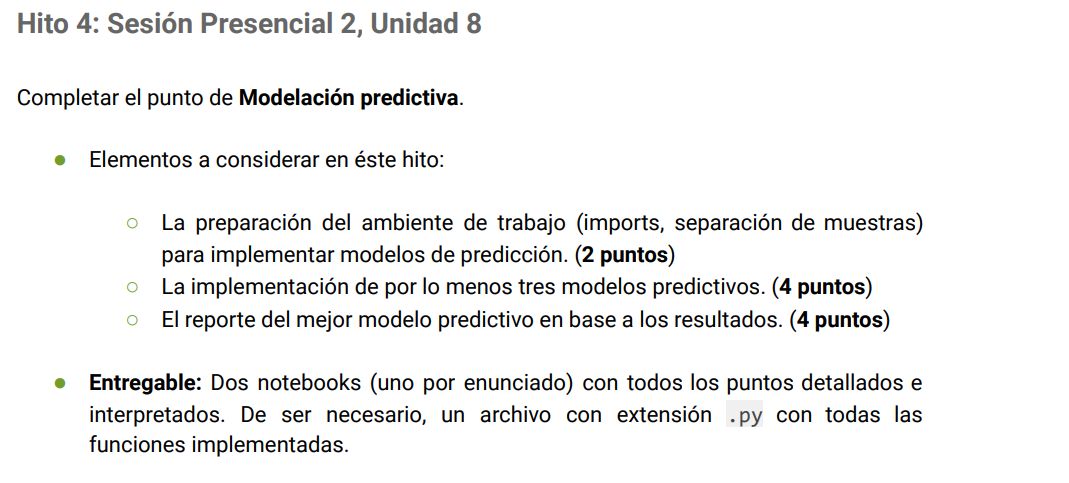 Hito 4: Sesión Presencial 2, Unidad 8
Completar el punto de Modelación predictiva.
● Elementos a considerar en éste hito:
○ La preparación del ambiente de trabajo (imports, separación de muestras)
para implementar modelos de predicción. (2 puntos)
○ La implementación de por lo menos tres modelos predictivos. (4 puntos)
○ El reporte del mejor modelo predictivo en base a los resultados. (4 puntos)
● Entregable: Dos notebooks (uno por enunciado) con todos los puntos detallados e
interpretados. De ser necesario, un archivo con extensión .py con todas las
funciones implementadas.